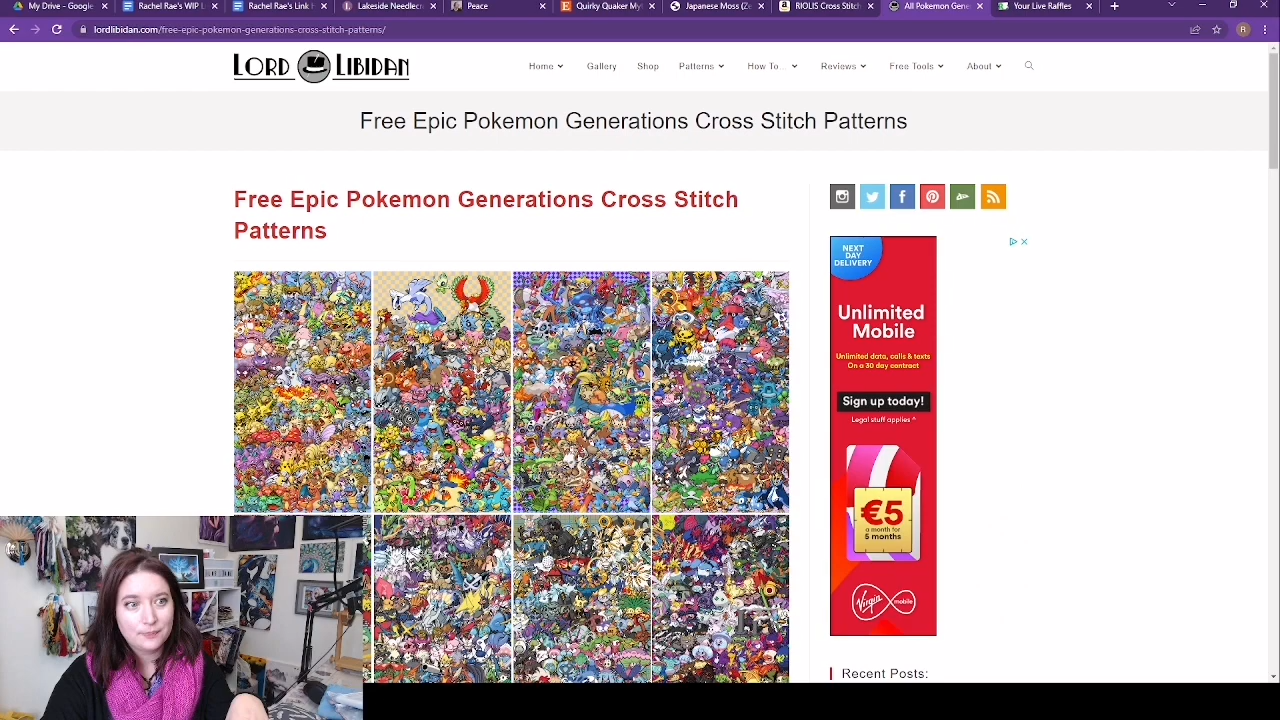 My Drive - Google
Rachel Rae's WIP L
Rachel Rae's Link H
Lakeside Needlecr
Peace
Quirky Quaker Myt
Japanese Moss (Ze
RIOLIS Cross Stitch
All Pokemon Gene
Your Live Raffles
lordlibidan.com/free-epic-pokemon-generations-cross-stitch-patterns/
R
LORD LIBIDAN
Home
Gallery
Shop
Patterns
How To…
Reviews
Free Tools
About
Free Epic Pokemon Generations Cross Stitch Patterns
Free Epic Pokemon Generations Cross Stitch
Patterns
NEXT
DAY
DELIVERY
Unlimited
Mobile
Unlimited data, calls & texts
On a 30 day contract
Sign up today!
Legal stuff applies ^
€5
a month for
5 months
Virgin mobile
Recent Posts: